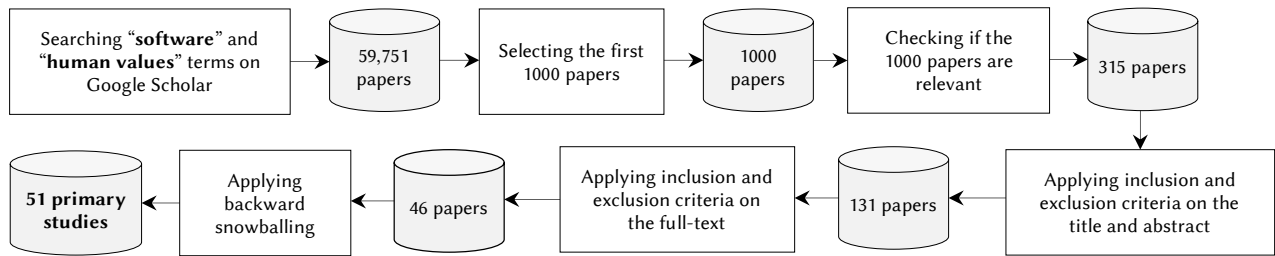 Searching “software” and
“human values” terms on
Google Scholar
59,751
papers
Selecting the first
1000 papers
1000
papers
Checking if the
1000 papers are
relevant
315 papers
Applying inclusion and
exclusion criteria on the
title and abstract
131 papers
Applying inclusion and
exclusion criteria on
the full-text
46 papers
Applying
backward
snowballing
51 primary
studies